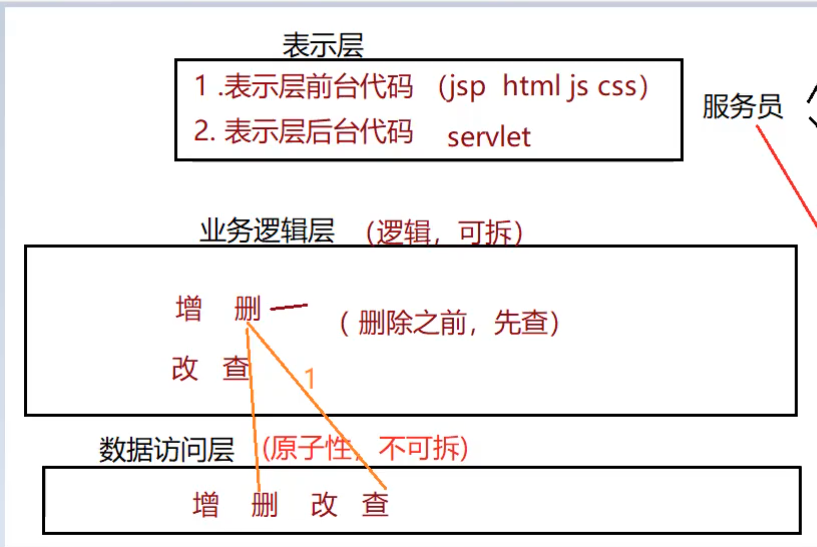 表示层
1 .表示层前台代码 （jsp html js css）
2. 表示层后台代码 servlet
服务员
业务逻辑层 （逻辑，可拆）
增 删 （ 删除之前，先查）
改 查
1
数据访问层 （原子性，不可拆）
增 删 改 查